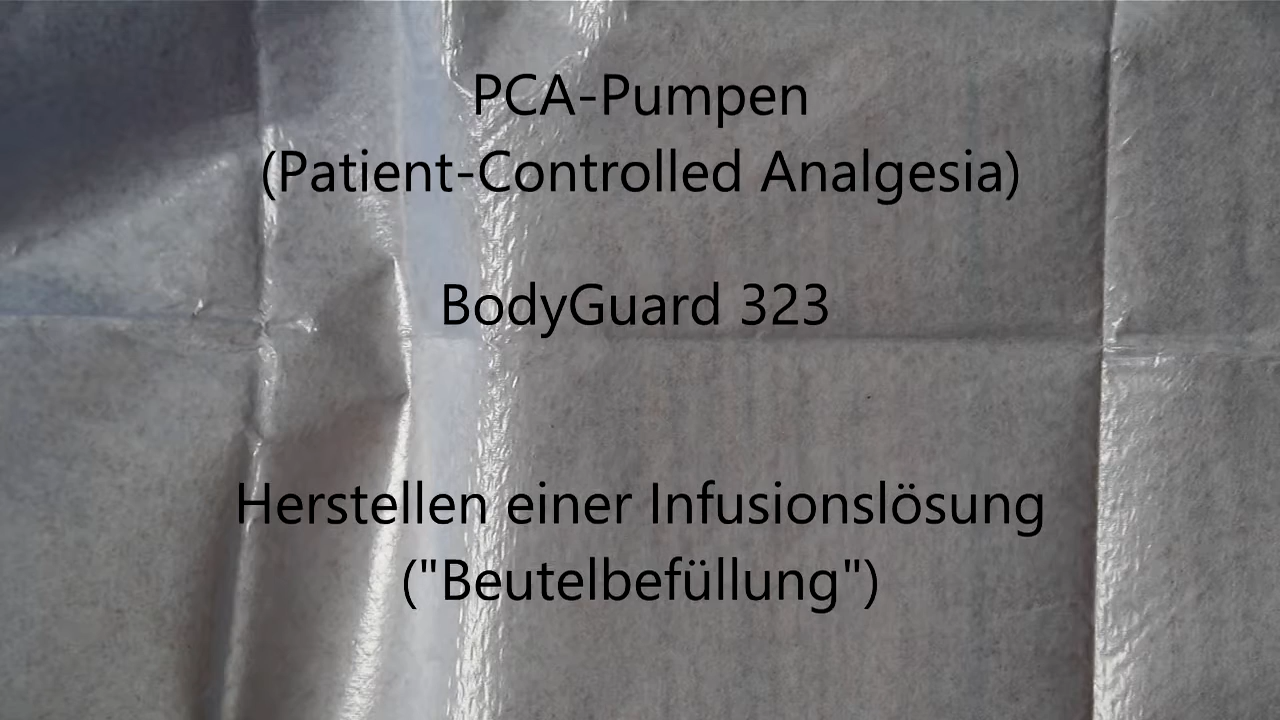 PCA-Pumpen
(Patient-Controlled Analgesia)
BodyGuard 323
Herstellen einer Infusionslösung
("Beutelbefüllung")